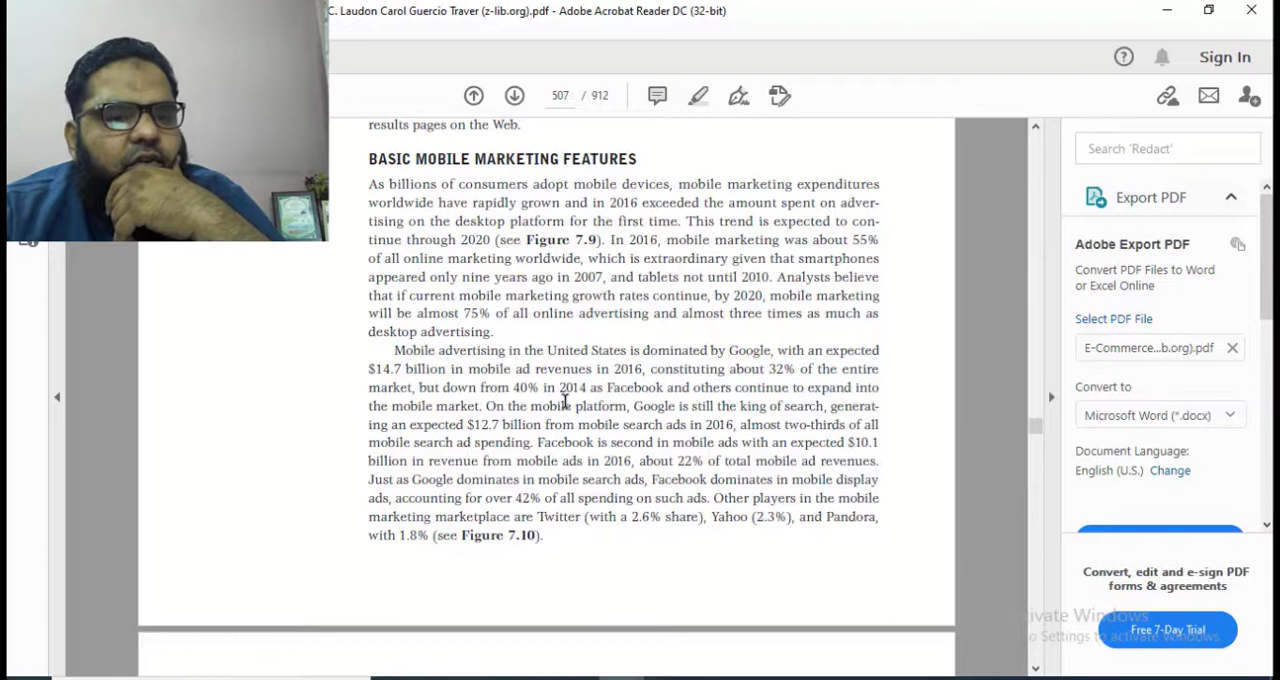 C. Laudon Carol Guercio Traver (z-lib.org).pdf - Adobe Acrobat Reader DC (32-bit)
Sign In
507 / 912
results pages on the Web.
BASIC MOBILE MARKETING FEATURES
As billions of consumers adopt mobile devices, mobile marketing expenditures
worldwide have rapidly grown and in 2016 exceeded the amount spent on adver-
tising on the desktop platform for the first time. This trend is expected to con-
tinue through 2020 (see Figure 7.9). In 2016, mobile marketing was about 55%
of all online marketing worldwide, which is extraordinary given that smartphones
appeared only nine years ago in 2007, and tablets not until 2010. Analysts believe
that if current mobile marketing growth rates continue, by 2020, mobile marketing
will be almost 75% of all online advertising and almost three times as much as
desktop advertising.
Mobile advertising in the United States is dominated by Google, with an expected
$14.7 billion in mobile ad revenues in 2016, constituting about 32% of the entire
market, but down from 40% in 2014 as Facebook and others continue to expand into
the mobile market. On the mobile platform, Google is still the king of search, generat-
ing an expected $12.7 billion from mobile search ads in 2016, almost two-thirds of all
mobile search ad spending. Facebook is second in mobile ads with an expected $10.1
billion in revenue from mobile ads in 2016, about 22% of total mobile ad revenues.
Just as Google dominates in mobile search ads, Facebook dominates in mobile display
ads, accounting for over 42% of all spending on such ads. Other players in the mobile
marketing marketplace are Twitter (with a 2.6% share), Yahoo (2.3%), and Pandora,
with 1.8% (see Figure 7.10).
Search 'Redact'
Export PDF
Adobe Export PDF
Convert PDF Files to Word
or Excel Online
Select PDF File
E-Commerce...b.org).pdf
Convert to
Microsoft Word (*.docx)
Document Language:
English (U.S.) Change
Convert, edit and e-sign PDF
forms & agreements
ivate Windows
Free 7-Day Trial
o Settings to activate Windows.